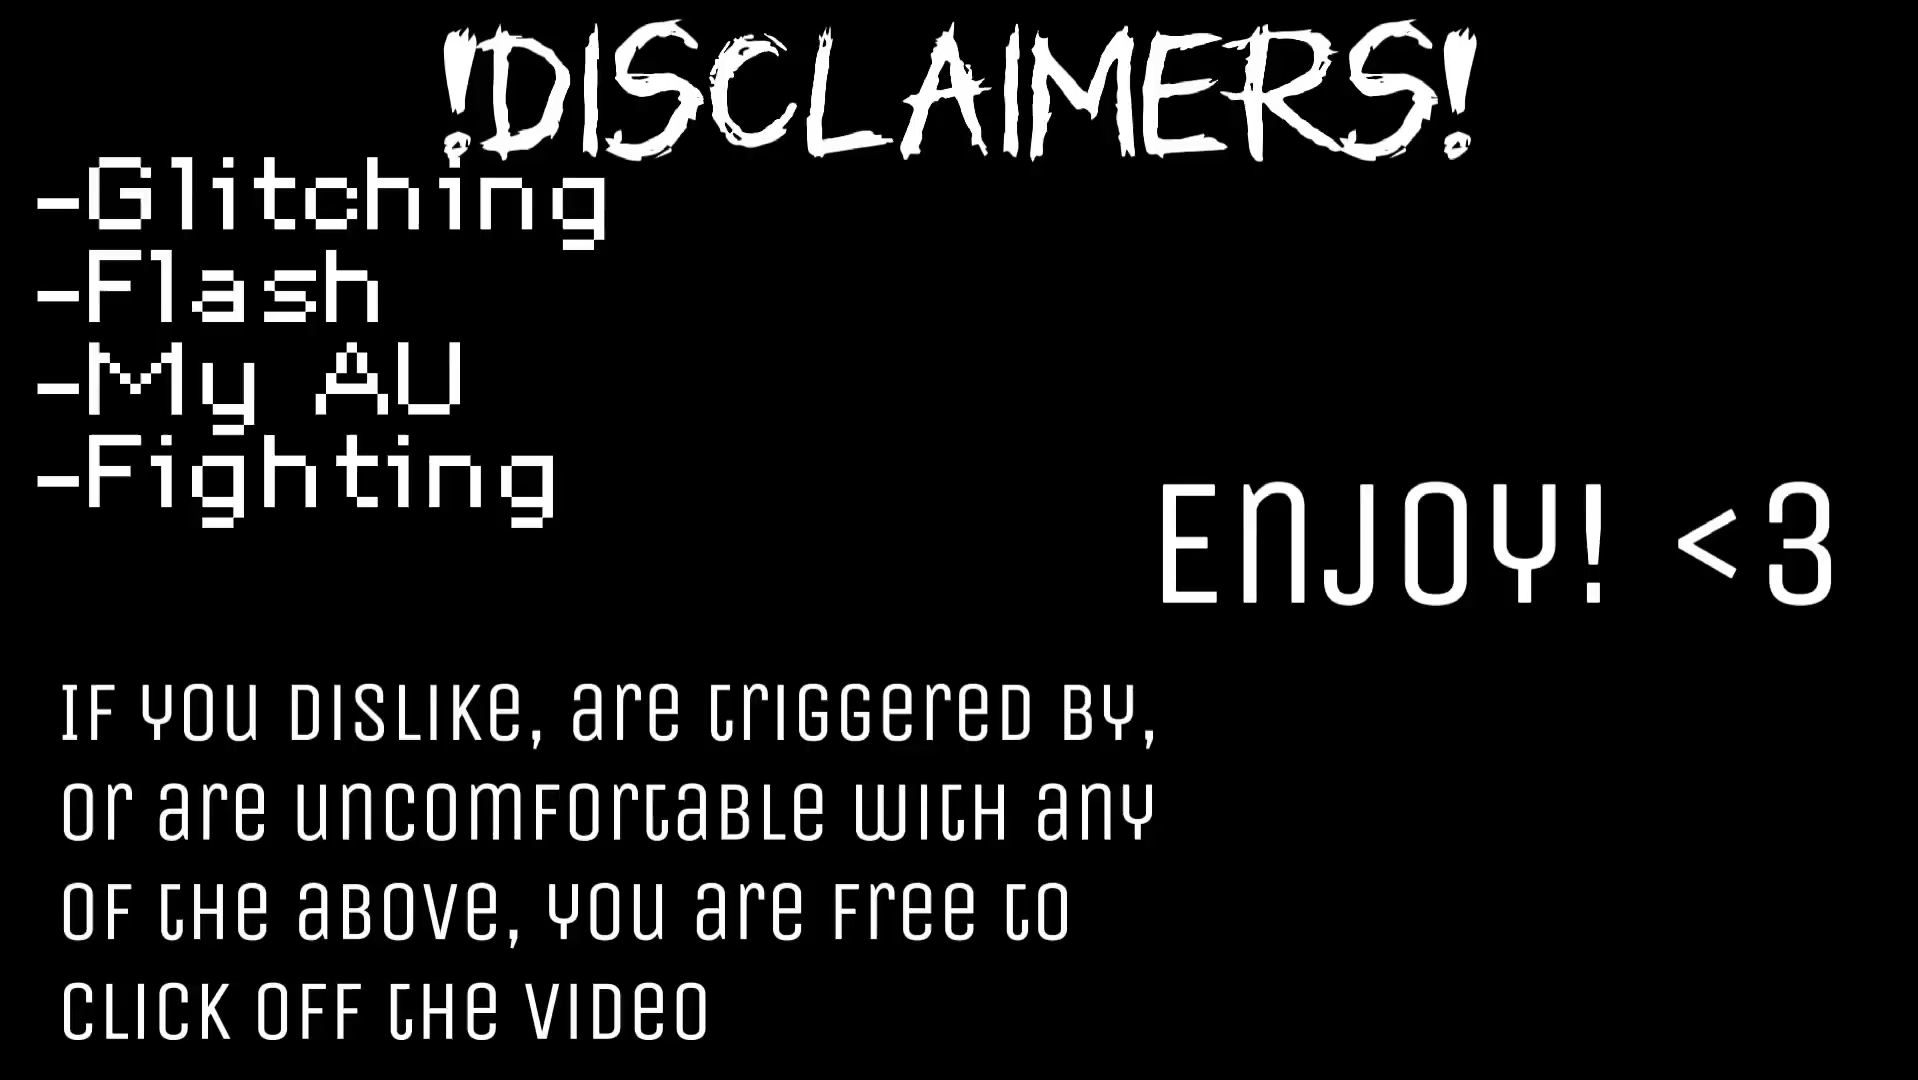 !DISCLAIMERS!
-Glitching
-Flash
-My AU
-Fighting
Enjoy! <3
If you dislike, are triggered by,
or are uncomfortable with any
of the above, you are free to
click off the video